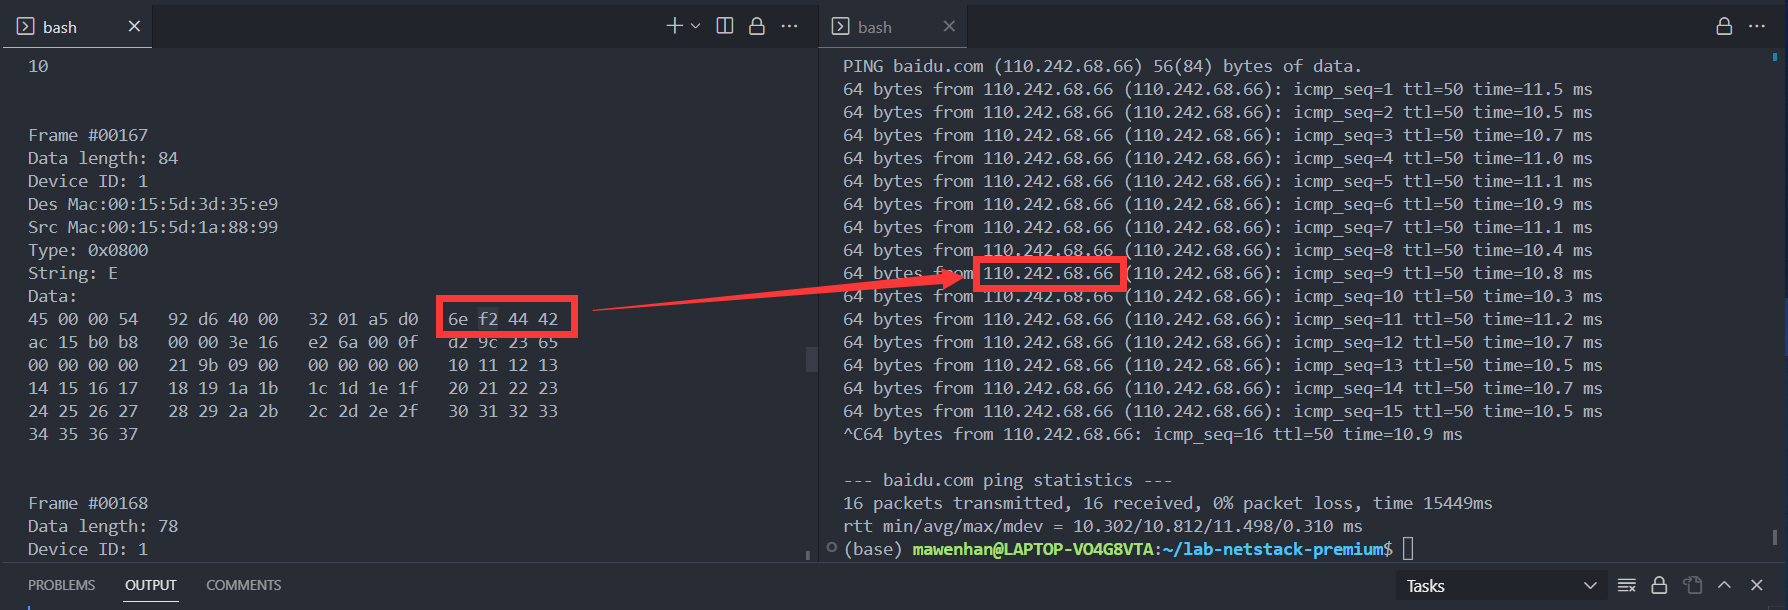 bash
bash
10
Frame #00167
Data length: 84
Device ID: 1
Des Mac:00:15:5d:3d:35:e9
Src Mac:00:15:5d:1a:88:99
Type: 0x0800
String: E
Data:
45 00 00 54 92 d6 40 00 32 01 a5 d0 6e f2 44 42
ac 15 b0 b8 00 00 3e 16 e2 6a 00 0f d2 9c 23 65
00 00 00 00 21 9b 09 00 00 00 00 00 10 11 12 13
14 15 16 17 18 19 1a 1b 1c 1d 1e 1f 20 21 22 23
24 25 26 27 28 29 2a 2b 2c 2d 2e 2f 30 31 32 33
34 35 36 37
Frame #00168
Data length: 78
Device ID: 1
PING baidu.com (110.242.68.66) 56(84) bytes of data.
64 bytes from 110.242.68.66 (110.242.68.66): icmp_seq=1 ttl=50 time=11.5 ms
64 bytes from 110.242.68.66 (110.242.68.66): icmp_seq=2 ttl=50 time=10.5 ms
64 bytes from 110.242.68.66 (110.242.68.66): icmp_seq=3 ttl=50 time=10.7 ms
64 bytes from 110.242.68.66 (110.242.68.66): icmp_seq=4 ttl=50 time=11.0 ms
64 bytes from 110.242.68.66 (110.242.68.66): icmp_seq=5 ttl=50 time=11.1 ms
64 bytes from 110.242.68.66 (110.242.68.66): icmp_seq=6 ttl=50 time=10.9 ms
64 bytes from 110.242.68.66 (110.242.68.66): icmp_seq=7 ttl=50 time=11.1 ms
64 bytes from 110.242.68.66 (110.242.68.66): icmp_seq=8 ttl=50 time=10.4 ms
64 bytes from 110.242.68.66 (110.242.68.66): icmp_seq=9 ttl=50 time=10.8 ms
64 bytes from 110.242.68.66 (110.242.68.66): icmp_seq=10 ttl=50 time=10.3 ms
64 bytes from 110.242.68.66 (110.242.68.66): icmp_seq=11 ttl=50 time=11.2 ms
64 bytes from 110.242.68.66 (110.242.68.66): icmp_seq=12 ttl=50 time=10.7 ms
64 bytes from 110.242.68.66 (110.242.68.66): icmp_seq=13 ttl=50 time=10.5 ms
64 bytes from 110.242.68.66 (110.242.68.66): icmp_seq=14 ttl=50 time=10.7 ms
64 bytes from 110.242.68.66 (110.242.68.66): icmp_seq=15 ttl=50 time=10.5 ms
^C64 bytes from 110.242.68.66: icmp_seq=16 ttl=50 time=10.9 ms
--- baidu.com ping statistics ---
16 packets transmitted, 16 received, 0% packet loss, time 15449ms
rtt min/avg/max/mdev = 10.302/10.812/11.498/0.310 ms
(base) mawenhan@LAPTOP-VO4G8VTA:~/lab-netstack-premium$
PROBLEMS OUTPUT COMMENTS
Tasks